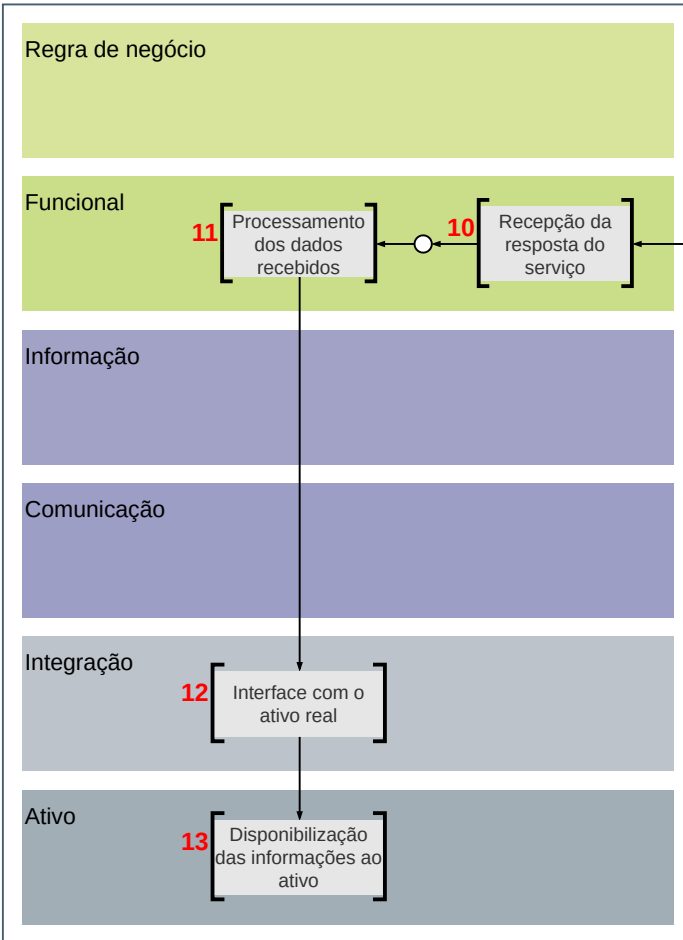 Regra de negócio
Funcional
11
Processamento
dos dados
recebidos
10
Recepção da
resposta do
serviço
Informação
Comunicação
Integração
12
Interface com o
ativo real
Ativo
13
Disponibilização
das informações ao
ativo